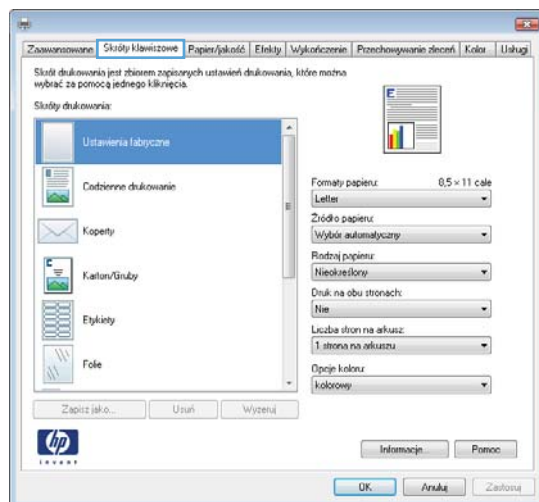 Zaawansowane Skróty klawiszowe Papier/jakość Efekty Wykończenie Przechowywanie zleceń Kolor Usługi
Skrót drukowania jest zbiorem zapisanych ustawień drukowania, które można
wybrać za pomocą jednego kliknięcia.
Skróty drukowania:
Ustawienia fabryczne
Codzienne drukowanie
Koperty
Karton/Gruby
Etykiety
Folie
Zapisz jako... Usuń Wyzeruj
E
Formaty papieru: 8,5 × 11 cale
Letter
Źródło papieru:
Wybór automatyczny
Rodzaj papieru:
Nieokreślony
Druk na obu stronach:
Nie
Liczba stron na arkusz:
1 strona na arkuszu
Opcje koloru:
kolorowy
hp
invent
Informacje... Pomoc
OK Anuluj Zastosuj